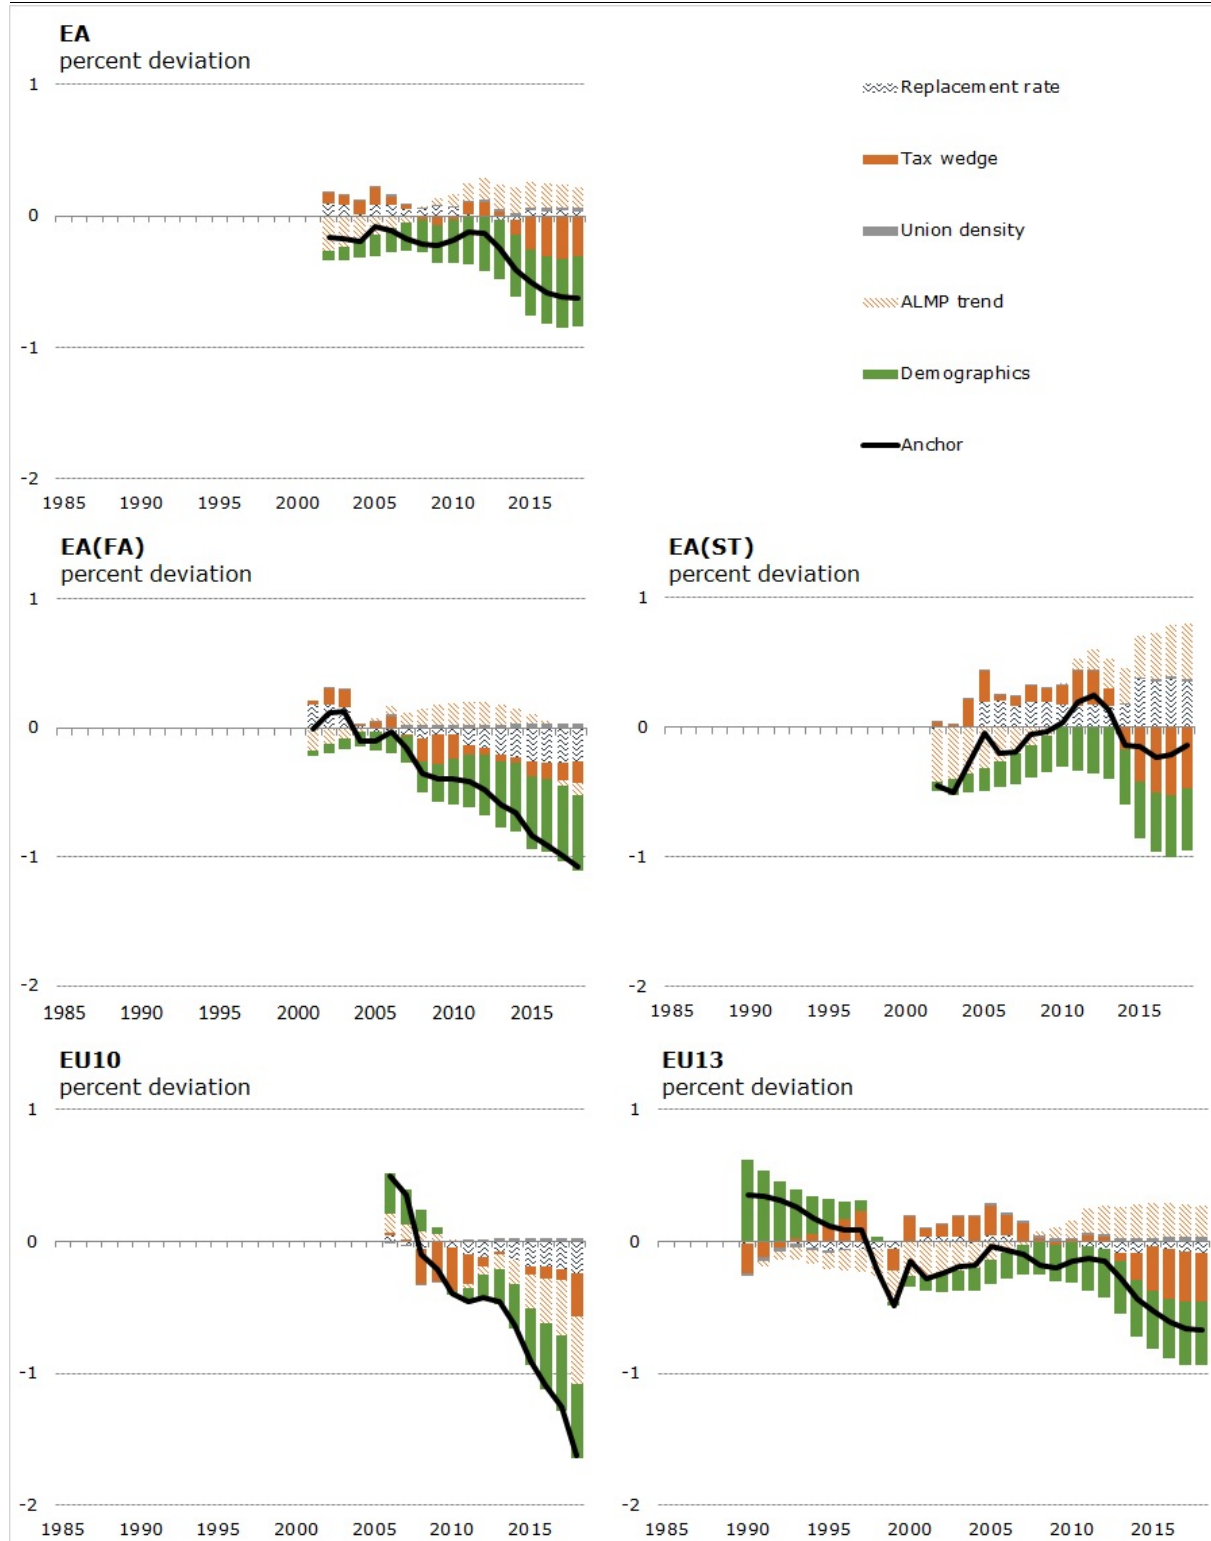 EA
percent deviation
1
0
-1
-2
1985 1990 1995 2000 2005 2010 2015
Replacement rate
Tax wedge
Union density
ALMP trend
Demographics
Anchor
EA(FA)
percent deviation
1
0
-1
-2
1985 1990 1995 2000 2005 2010 2015
EA(ST)
percent deviation
1
0
-1
-2
1985 1990 1995 2000 2005 2010 2015
EU10
percent deviation
1
0
-1
-2
1985 1990 1995 2000 2005 2010 2015
EU13
percent deviation
1
0
-1
-2
1985 1990 1995 2000 2005 2010 2015